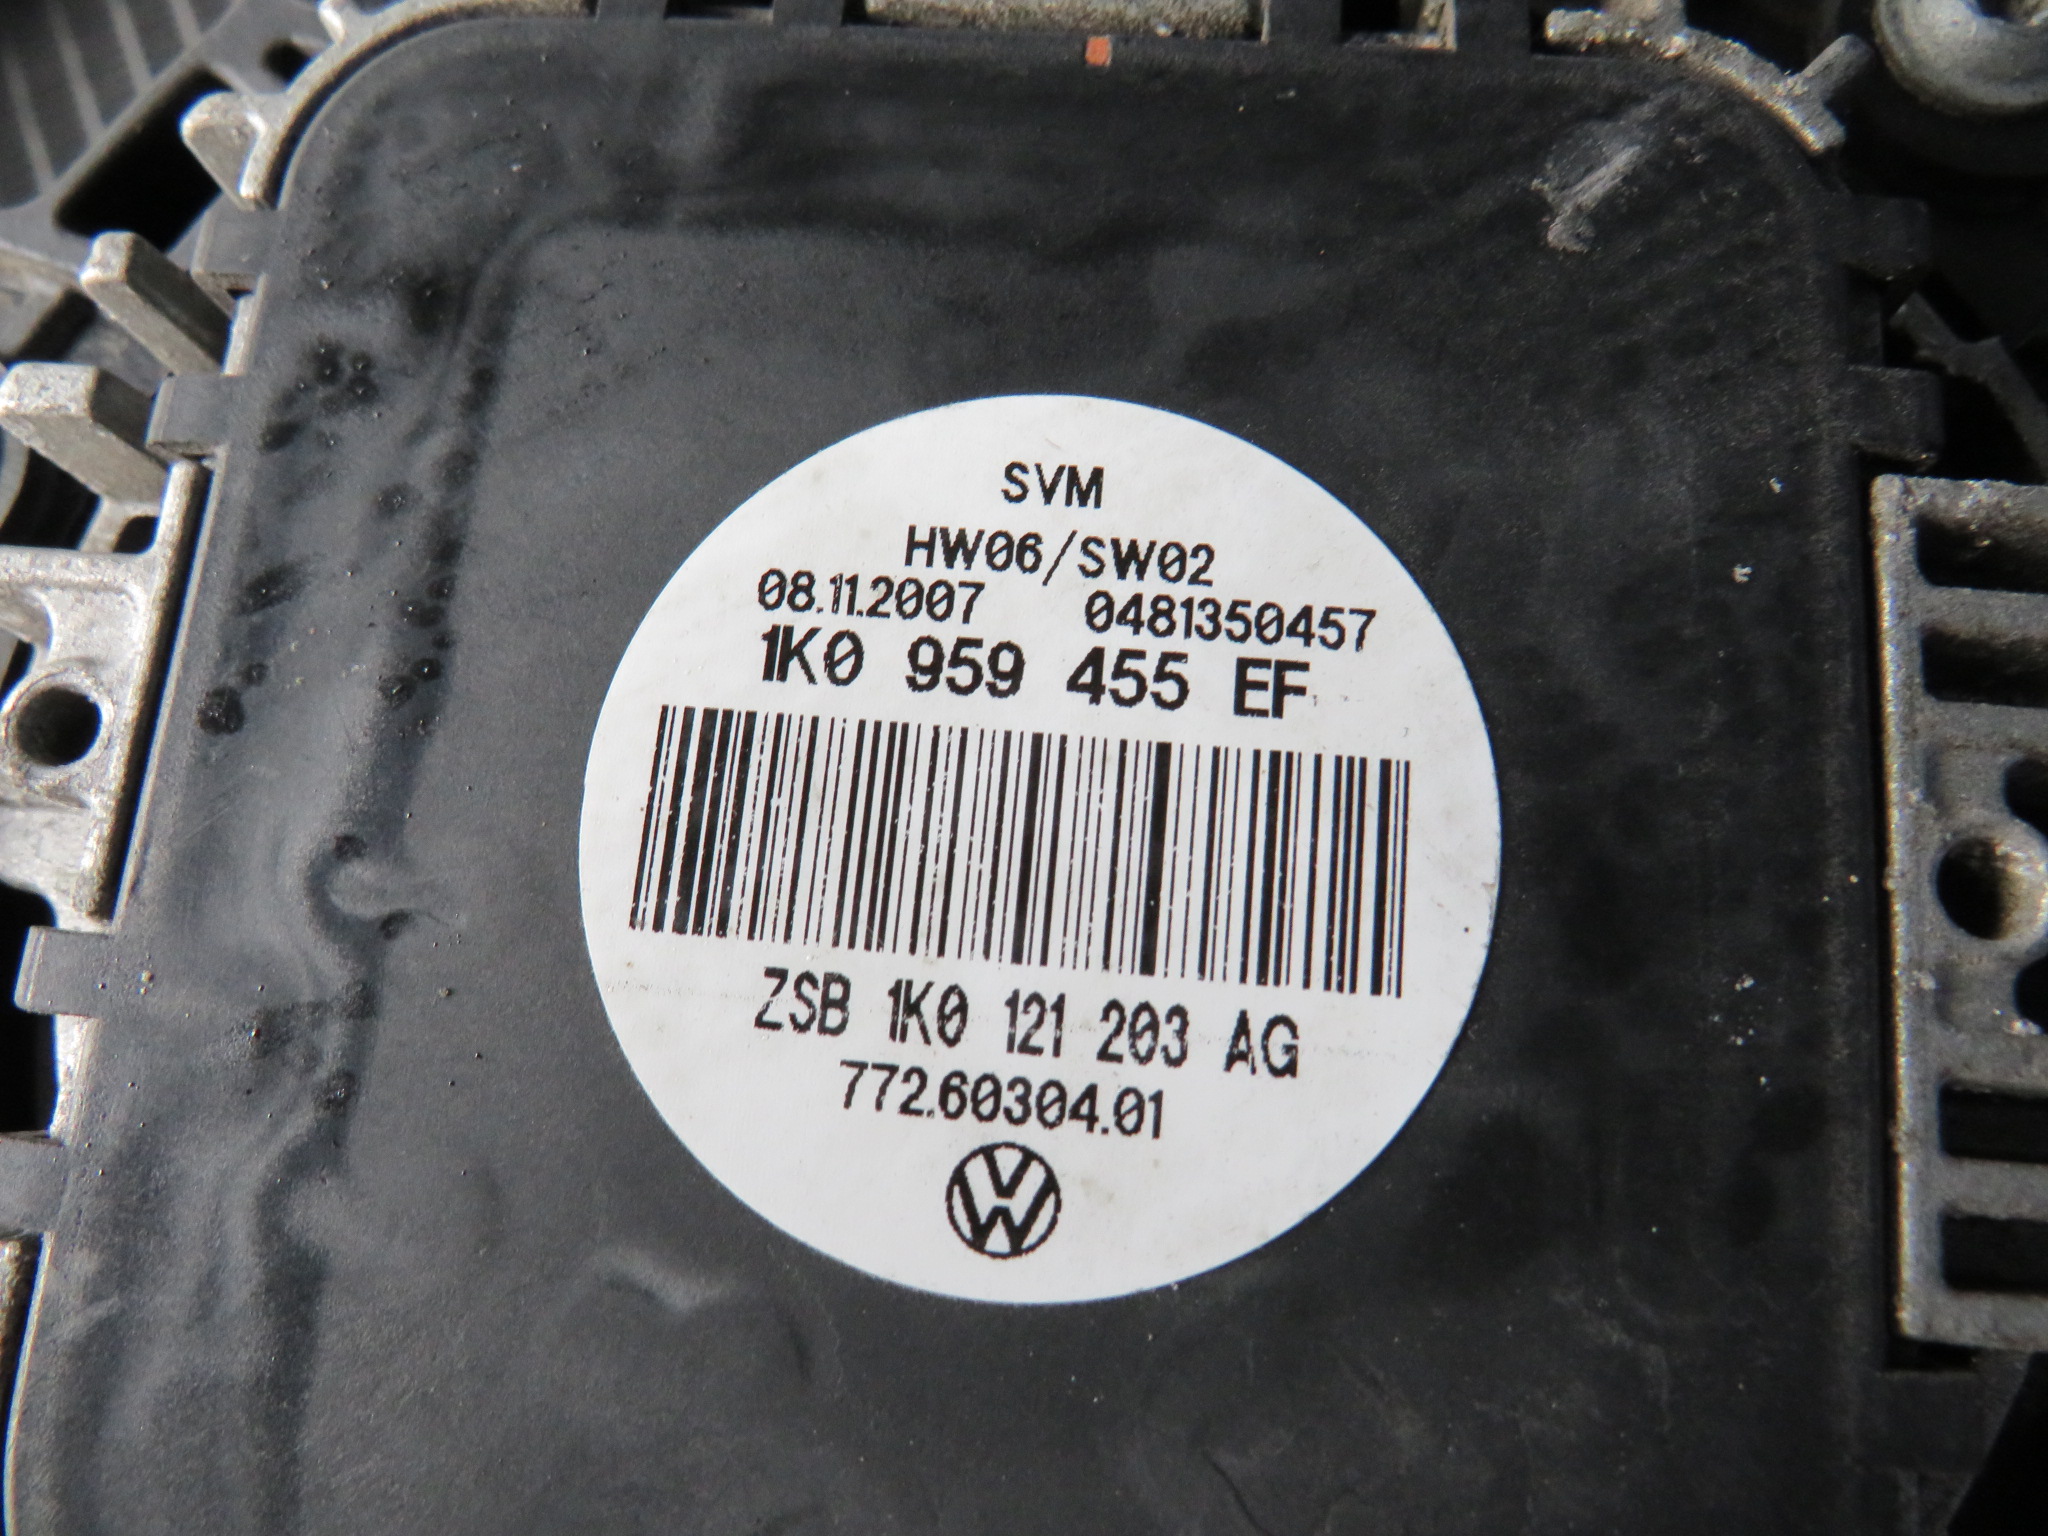 SVM
HW06/SW02
08.11.2007 0481350457
1K0 959 455 EF
ZSB 1K0 121 203 AG
772.60304.01